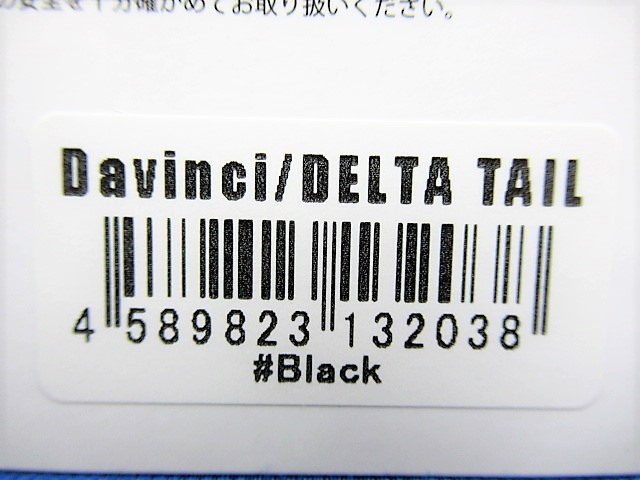 の安全を十分確かめてお取り扱いください。
Davinci/DELTA TAIL
4 589823 132038
#Black